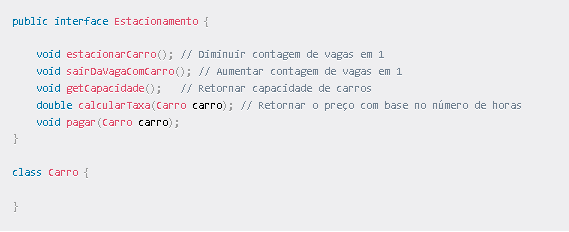 public interface Estacionamento {
void estacionarCarro(); // Diminuir contagem de vagas em 1
void sairDaVagaComCarro(); // Aumentar contagem de vagas em 1
void getCapacidade();   // Retornar capacidade de carros
double calcularTaxa(Carro carro); // Retornar o preço com base no número de horas
void pagar(Carro carro);
}
class Carro {
}